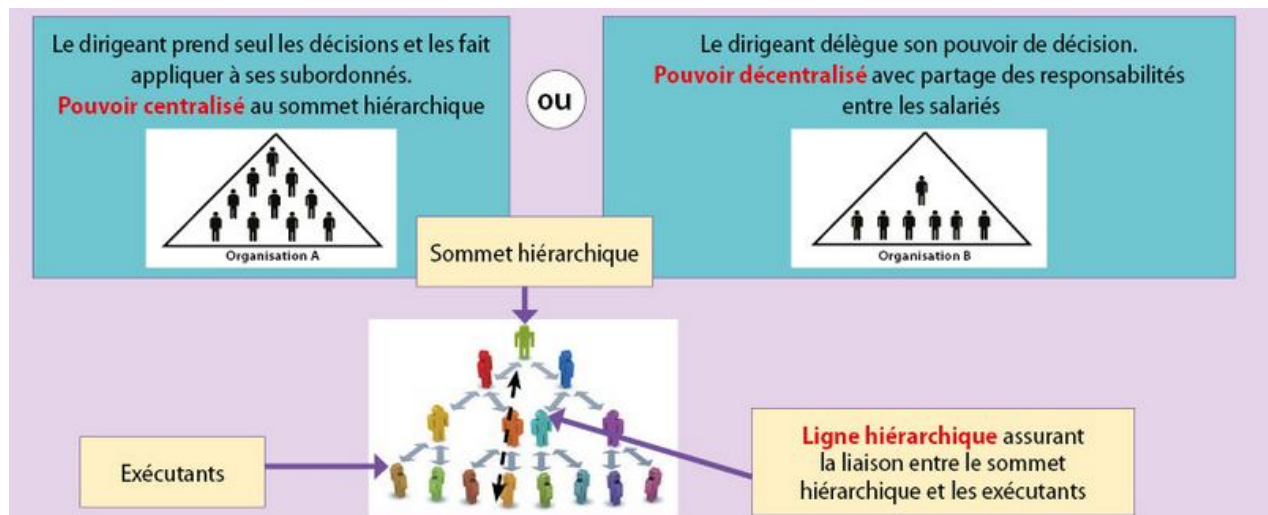 Le dirigeant prend seul les décisions et les fait
appliquer à ses subordonnés.
Pouvoir centralisé au sommet hiérarchique
Organisation A
ou
Le dirigeant délègue son pouvoir de décision.
Pouvoir décentralisé avec partage des responsabilités
entre les salariés
Organisation B
Sommet hiérarchique
Exécutants
Ligne hiérarchique assurant
la liaison entre le sommet
hiérarchique et les exécutants